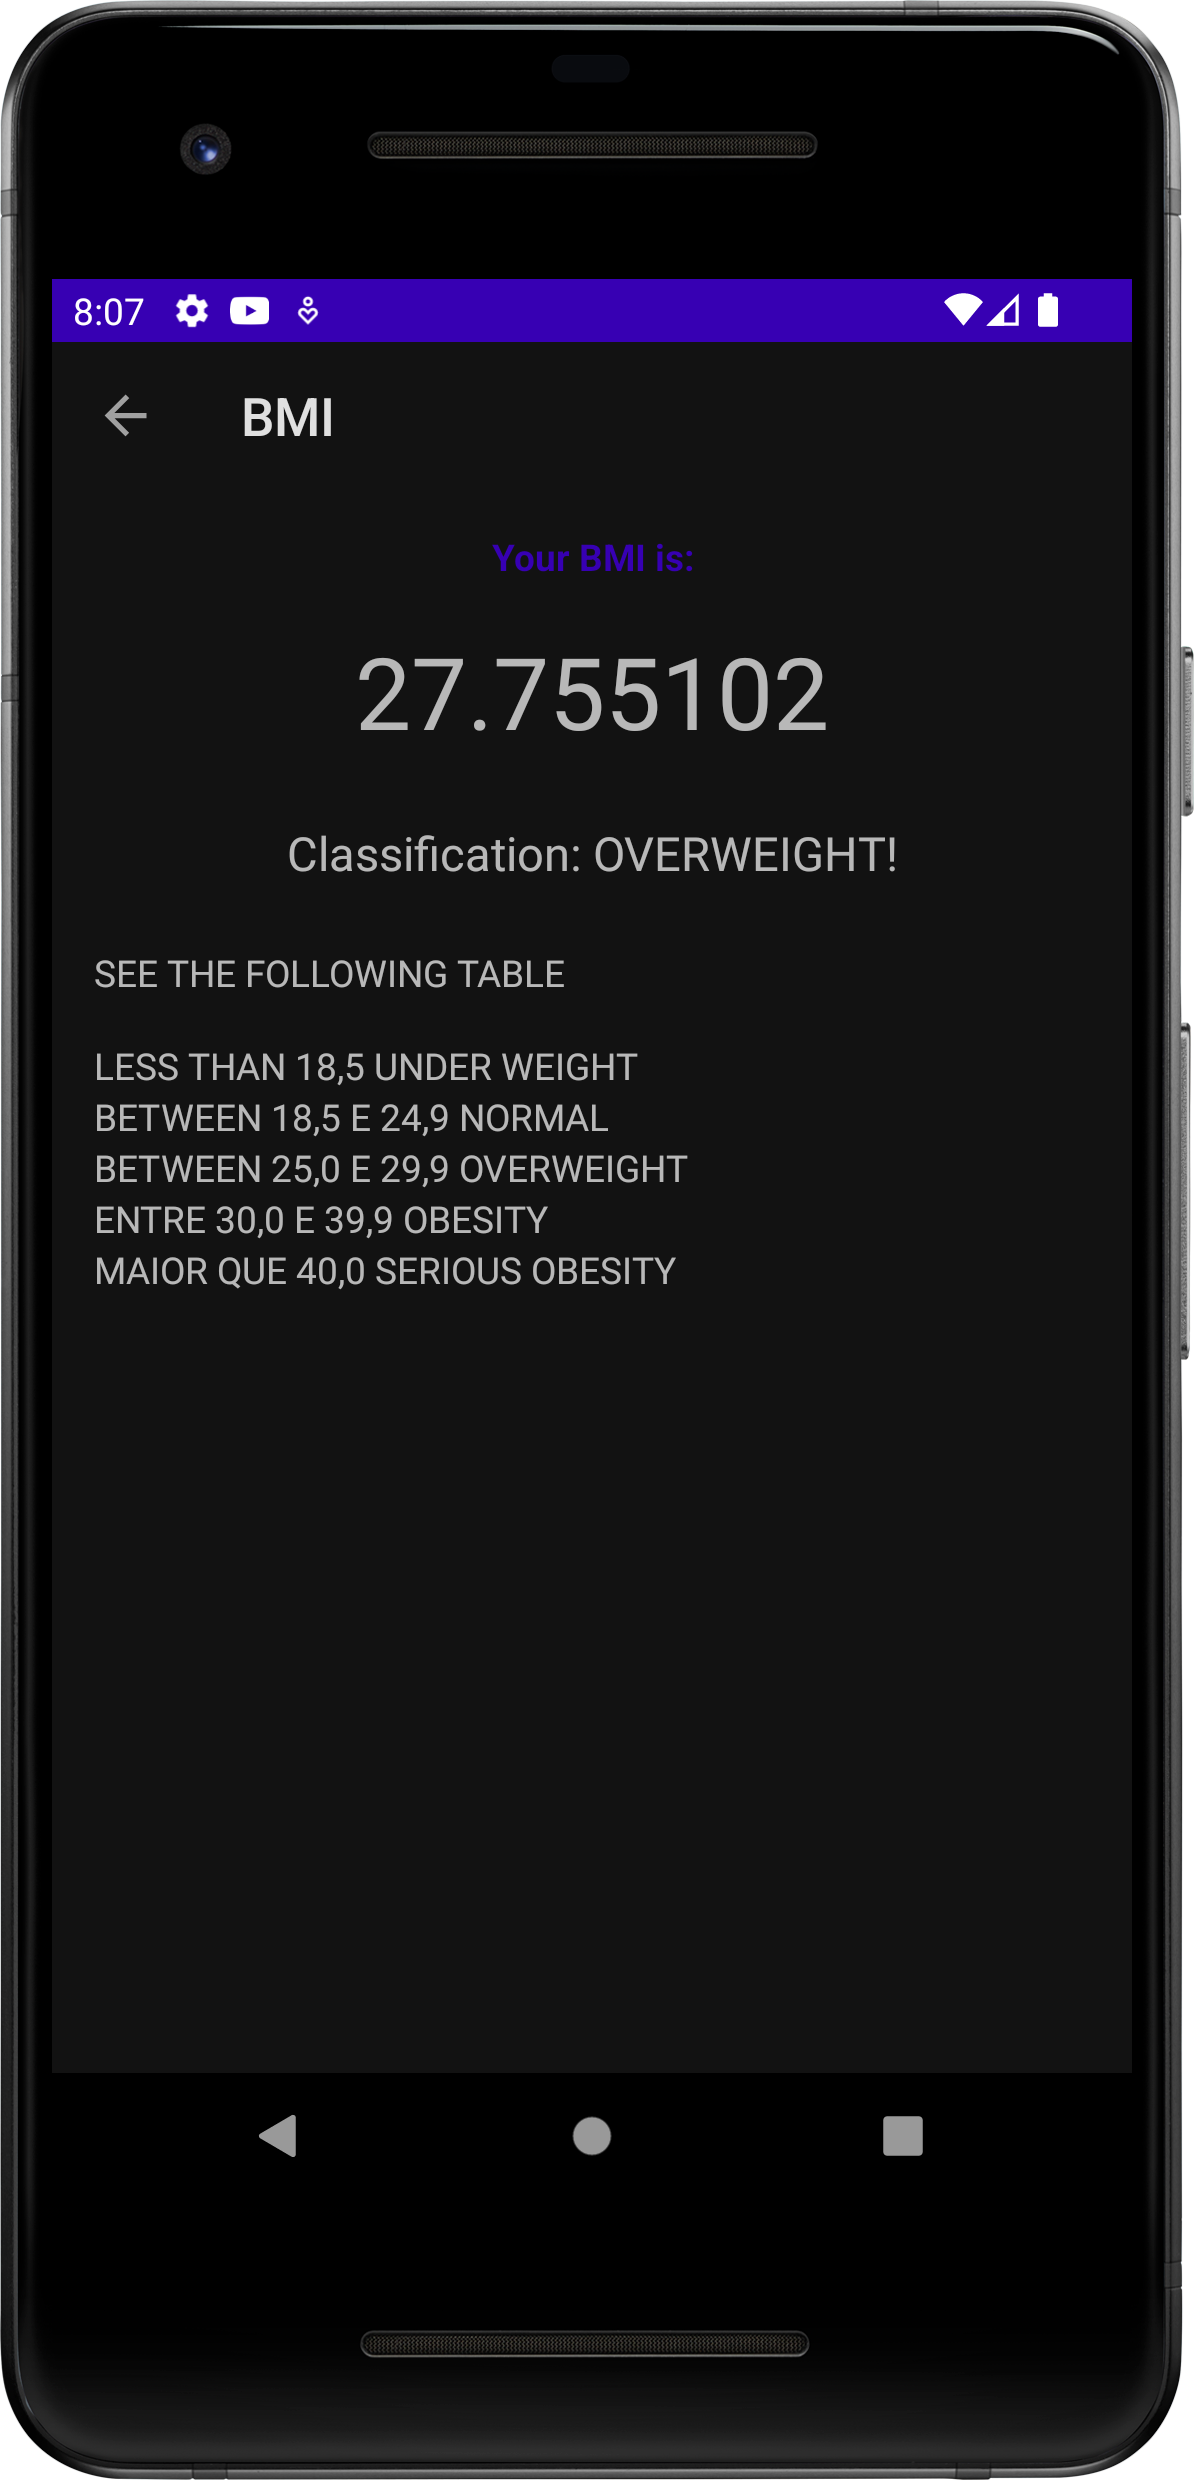 8:07
BMI
Your BMI is:
27.755102
Classification: OVERWEIGHT!
SEE THE FOLLOWING TABLE
LESS THAN 18,5 UNDER WEIGHT
BETWEEN 18,5 E 24,9 NORMAL
BETWEEN 25,0 E 29,9 OVERWEIGHT
ENTRE 30,0 E 39,9 OBESITY
MAIOR QUE 40,0 SERIOUS OBESITY